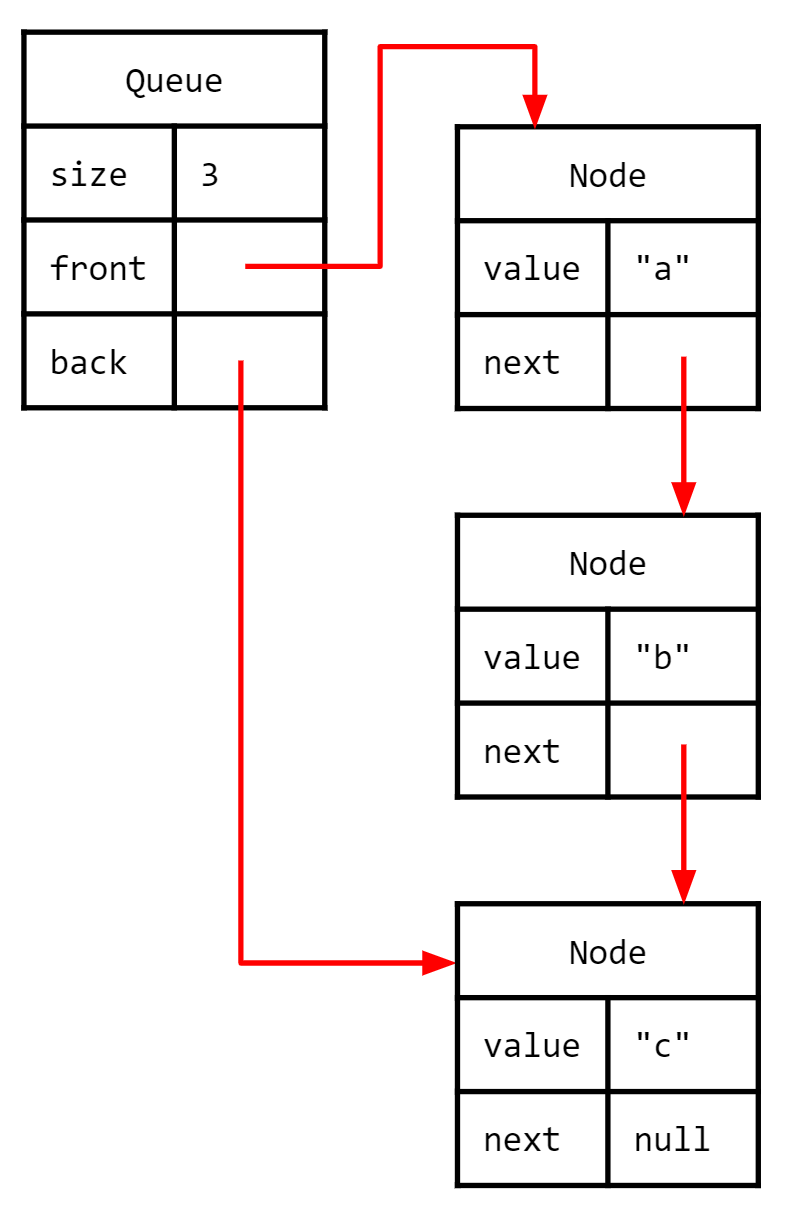 Queue
size 3
front
back
Node
value "a"
next
Node
value "b"
next
Node
value "c"
next null